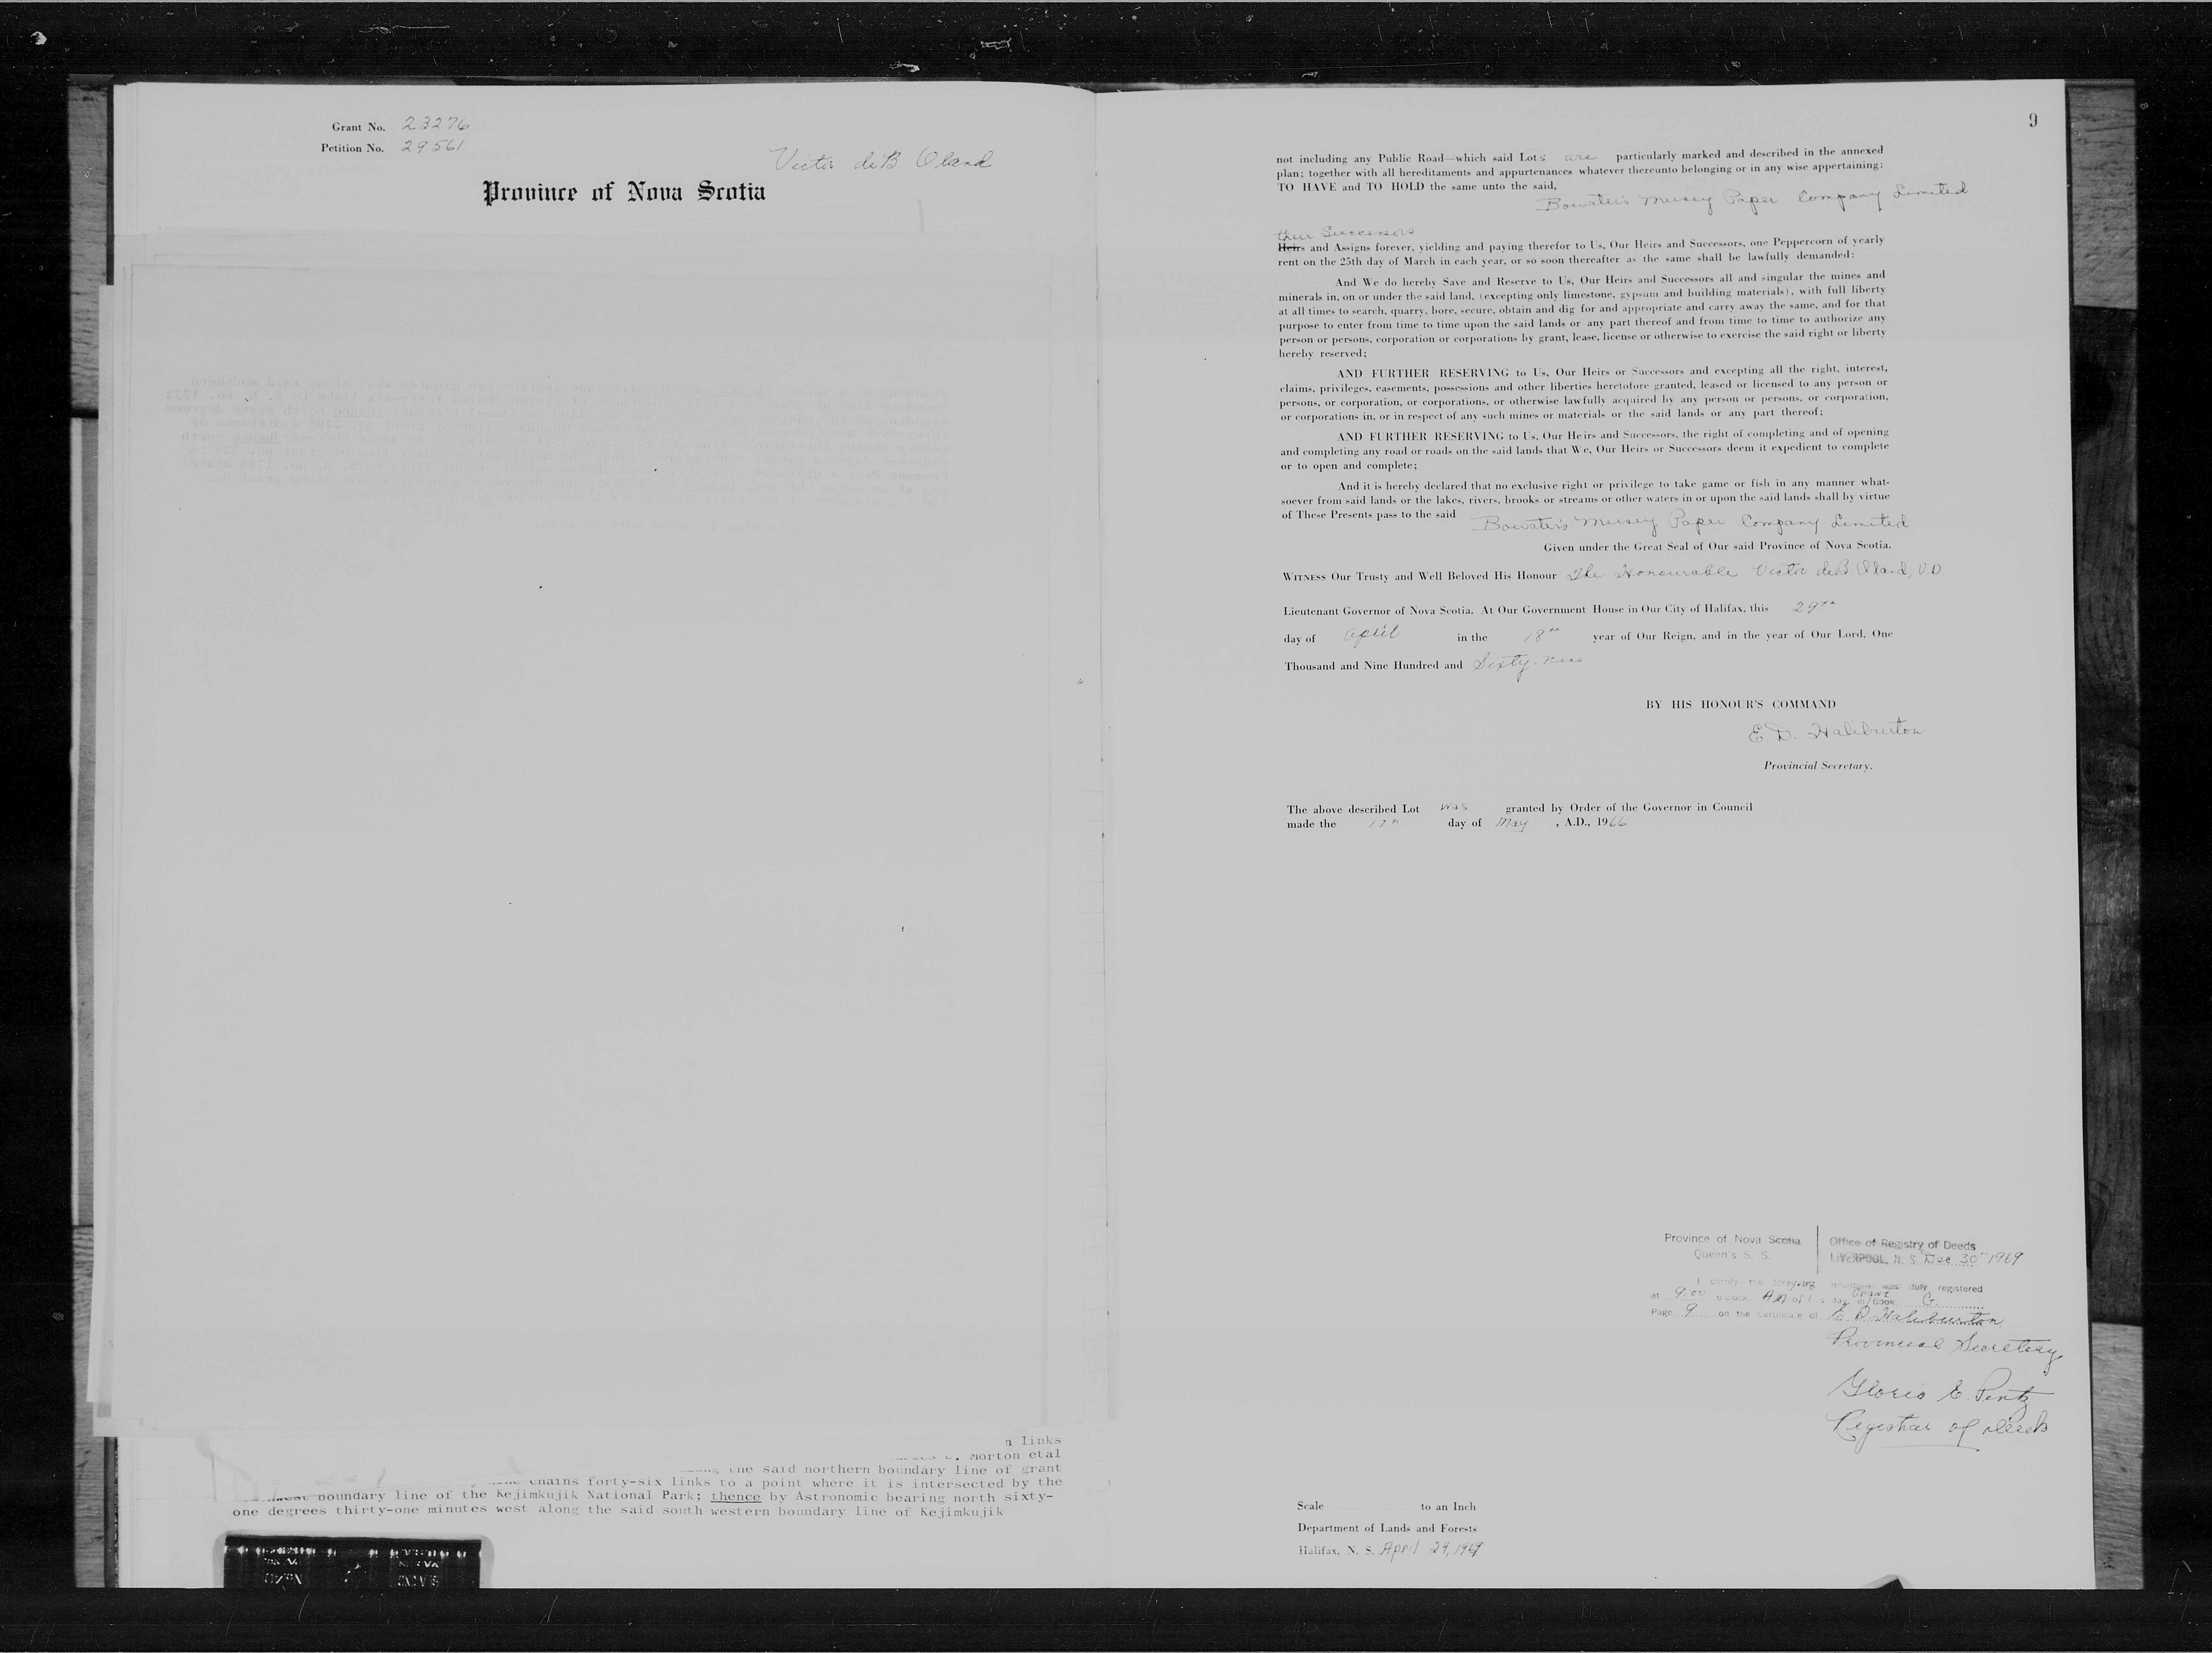 Grant No. 23276
Petition No. 29561
Victor deB Oland
Province of Nova Scotia
n links
Morton etal
the said northern boundary line of grant
chains forty-six links to a point where it is intersected by the
boundary line of the Kejimkujik National Park; thence by Astronomic bearing north sixty-
one degrees thirty-one minutes west along the said south western boundary line of Kejimkujik
9
not including any Public Road—which said Lots are particularly marked and described in the annexed
plan; together with all hereditaments and appurtenances whatever thereunto belonging or in any wise appertaining:
TO HAVE and TO HOLD the same unto the said,
Bowaters Mersey Paper Company Limited
their Successors
Heirs and Assigns forever, yielding and paying therefor to Us, Our Heirs and Successors, one Peppercorn of yearly
rent on the 25th day of March in each year, or so soon thereafter as the same shall be lawfully demanded:
And We do hereby Save and Reserve to Us, Our Heirs and Successors all and singular the mines and
minerals in, on or under the said land, (excepting only limestone, gypsum and building materials), with full liberty
at all times to search, quarry, bore, secure, obtain and dig for and appropriate and carry away the same, and for that
purpose to enter from time to time upon the said lands or any part thereof and from time to time to authorize any
person or persons, corporation or corporations by grant, lease, license or otherwise to exercise the said right or liberty
hereby reserved;
AND FURTHER RESERVING to Us, Our Heirs or Successors and excepting all the right, interest,
claims, privileges, easements, possessions and other liberties heretofore granted, leased or licensed to any person or
persons, or corporation, or corporations, or otherwise lawfully acquired by any person or persons, or corporation,
or corporations in, or in respect of any such mines or materials or the said lands or any part thereof;
AND FURTHER RESERVING to Us, Our Heirs and Successors, the right of completing and of opening
and completing any road or roads on the said lands that We, Our Heirs or Successors deem it expedient to complete
or to open and complete;
And it is hereby declared that no exclusive right or privilege to take game or fish in any manner what-
soever from said lands or the lakes, rivers, brooks or streams or other waters in or upon the said lands shall by virtue
of These Presents pass to the said Bowaters Mersey Paper Company Limited
Given under the Great Seal of Our said Province of Nova Scotia.
WITNESS Our Trusty and Well Beloved His Honour The Honourable Victor deB Oland, V.D
Lieutenant Governor of Nova Scotia. At Our Government House in Our City of Halifax, this 29th
day of April in the 18th year of Our Reign, and in the year of Our Lord, One
Thousand and Nine Hundred and Sixty-nine
BY HIS HONOUR'S COMMAND
E. D. Haliburton
Provincial Secretary.
The above described Lot was granted by Order of the Governor in Council
made the 17th day of May, A.D., 1966
Province of Nova Scotia
Queen's S. S.
Office of Registry of Deeds
LIVERPOOL, N. S. Dec 30 1969
I certify the foregoing Grant was duly registered
at 9.00 o'clock A.M. of this day in Book G
Page 9 on the Certificate of E D Haliburton
Provincial Secretary
Gloria E. Pentz
Registrar of Deeds
Scale to an Inch
Department of Lands and Forests
Halifax, N. S. April 29, 1969